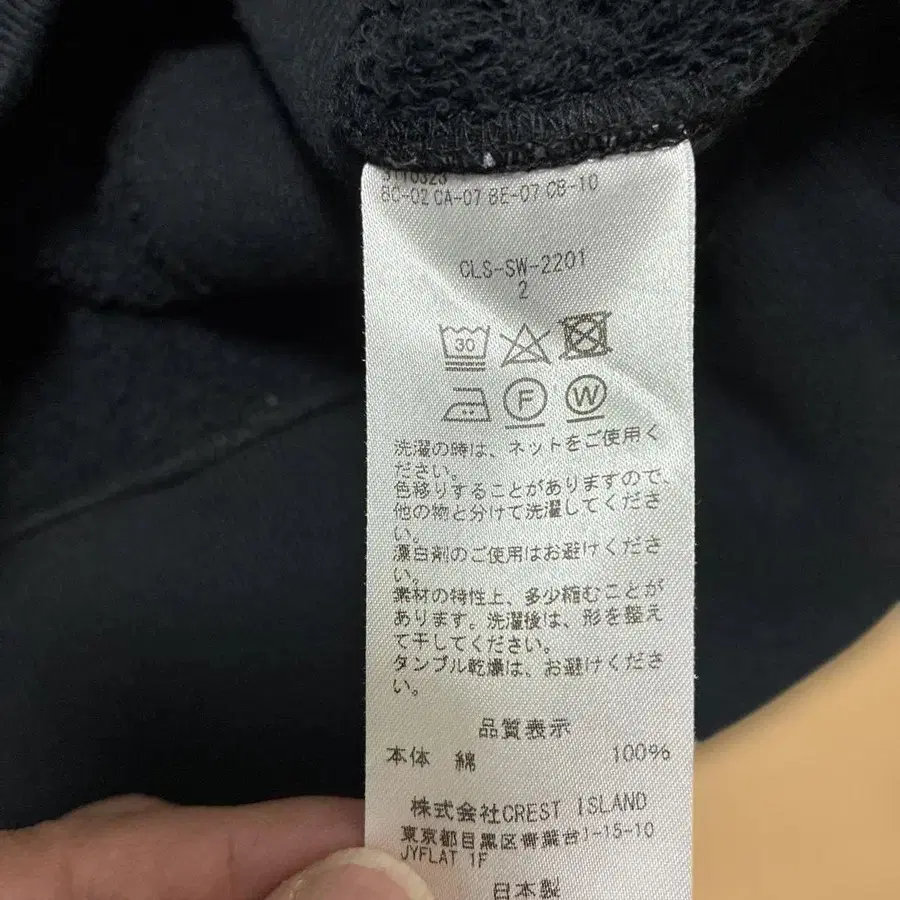 BC-02 CA-07 BE-07 CB-10
CLS-SW-2201
2
30
F W
洗濯の時は、ネットをご使用く
ださい。
色移りすることがありますので、
他の物と分けて洗濯してくださ
い。
漂白剤のご使用はお避けくださ
い。
素材の特性上、多少縮むことが
あります。洗濯後は、形を整え
て干してください。
タンブル乾燥は、お避けくださ
い。
品質表示
本体 綿 100%
株式会社CREST ISLAND
東京都目黒区青葉台1-15-10
JYFLAT 1F
日本製